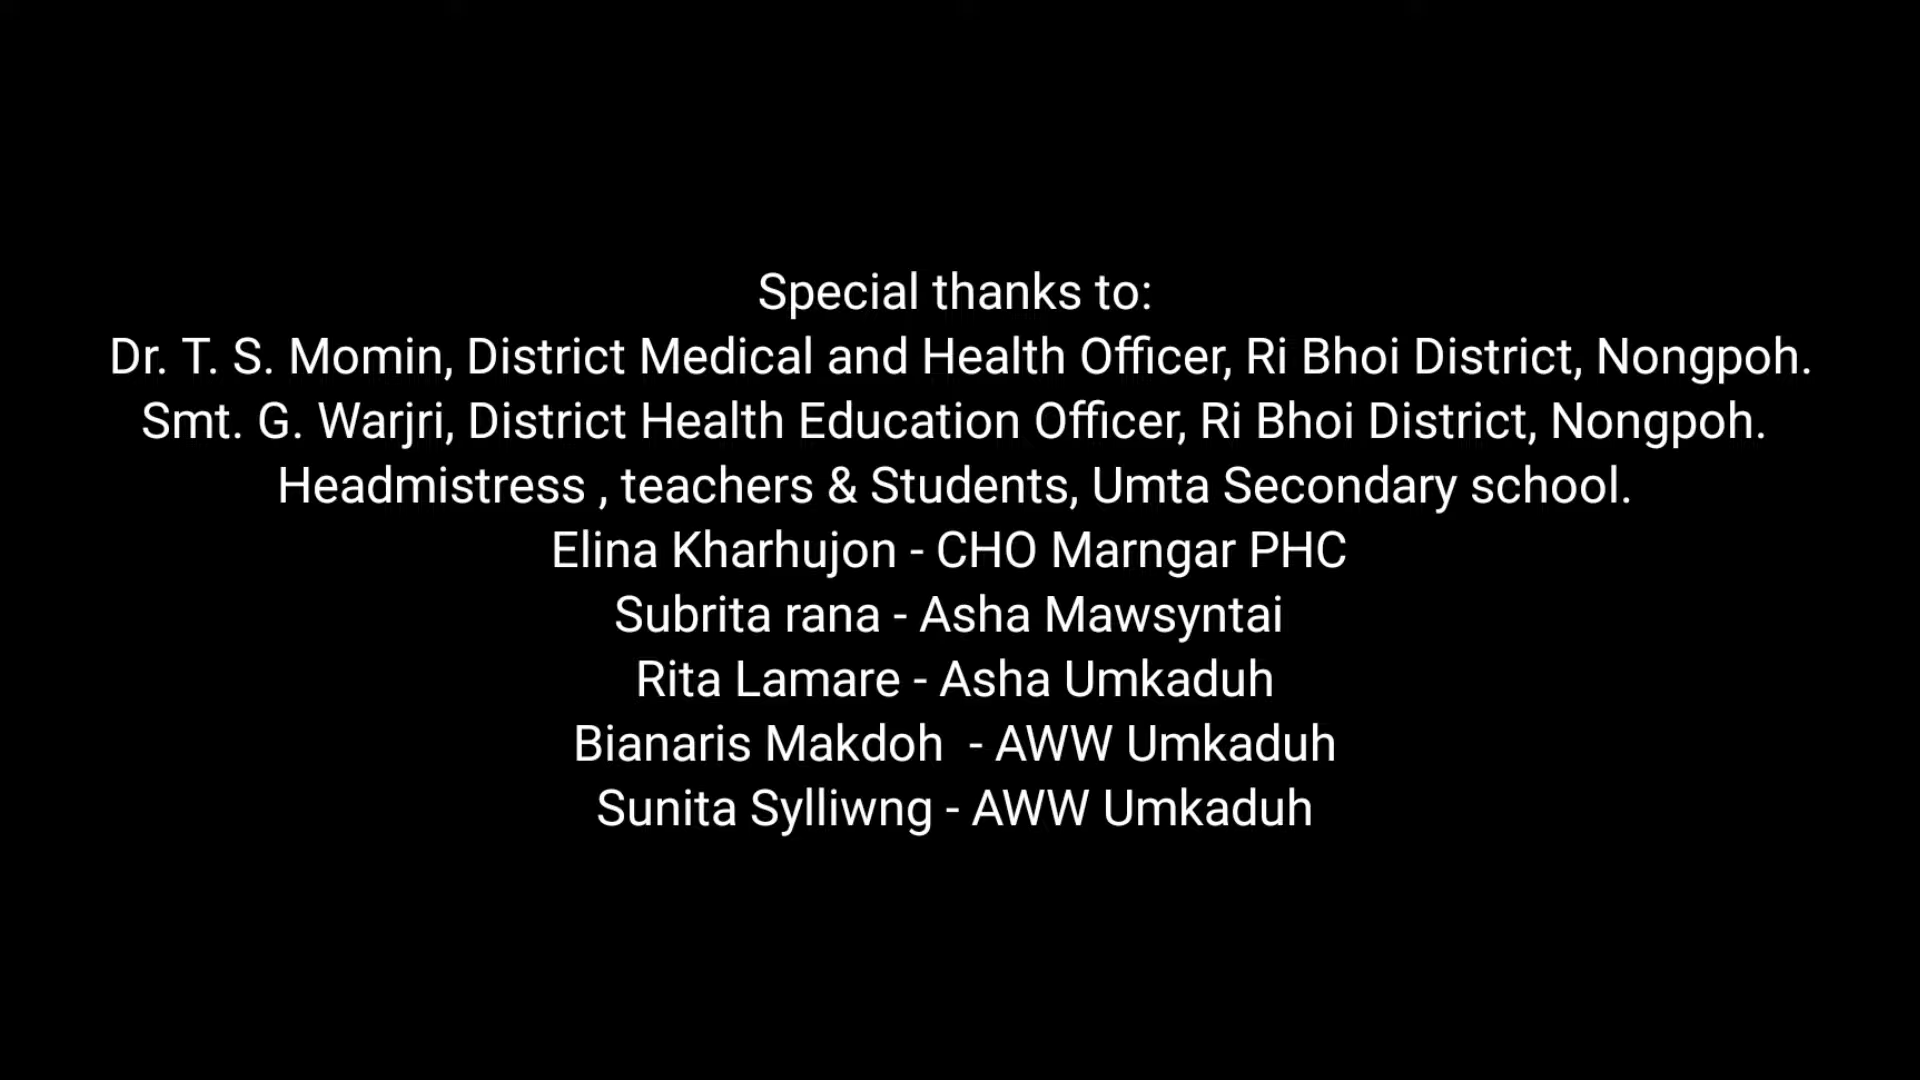 Special thanks to:
Dr. T. S. Momin, District Medical and Health Officer, Ri Bhoi District, Nongpoh.
Smt. G. Warjri, District Health Education Officer, Ri Bhoi District, Nongpoh.
Headmistress , teachers & Students, Umta Secondary school.
Elina Kharhujon - CHO Marngar PHC
Subrita rana - Asha Mawsyntai
Rita Lamare - Asha Umkaduh
Bianaris Makdoh  - AWW Umkaduh
Sunita Sylliwng - AWW Umkaduh